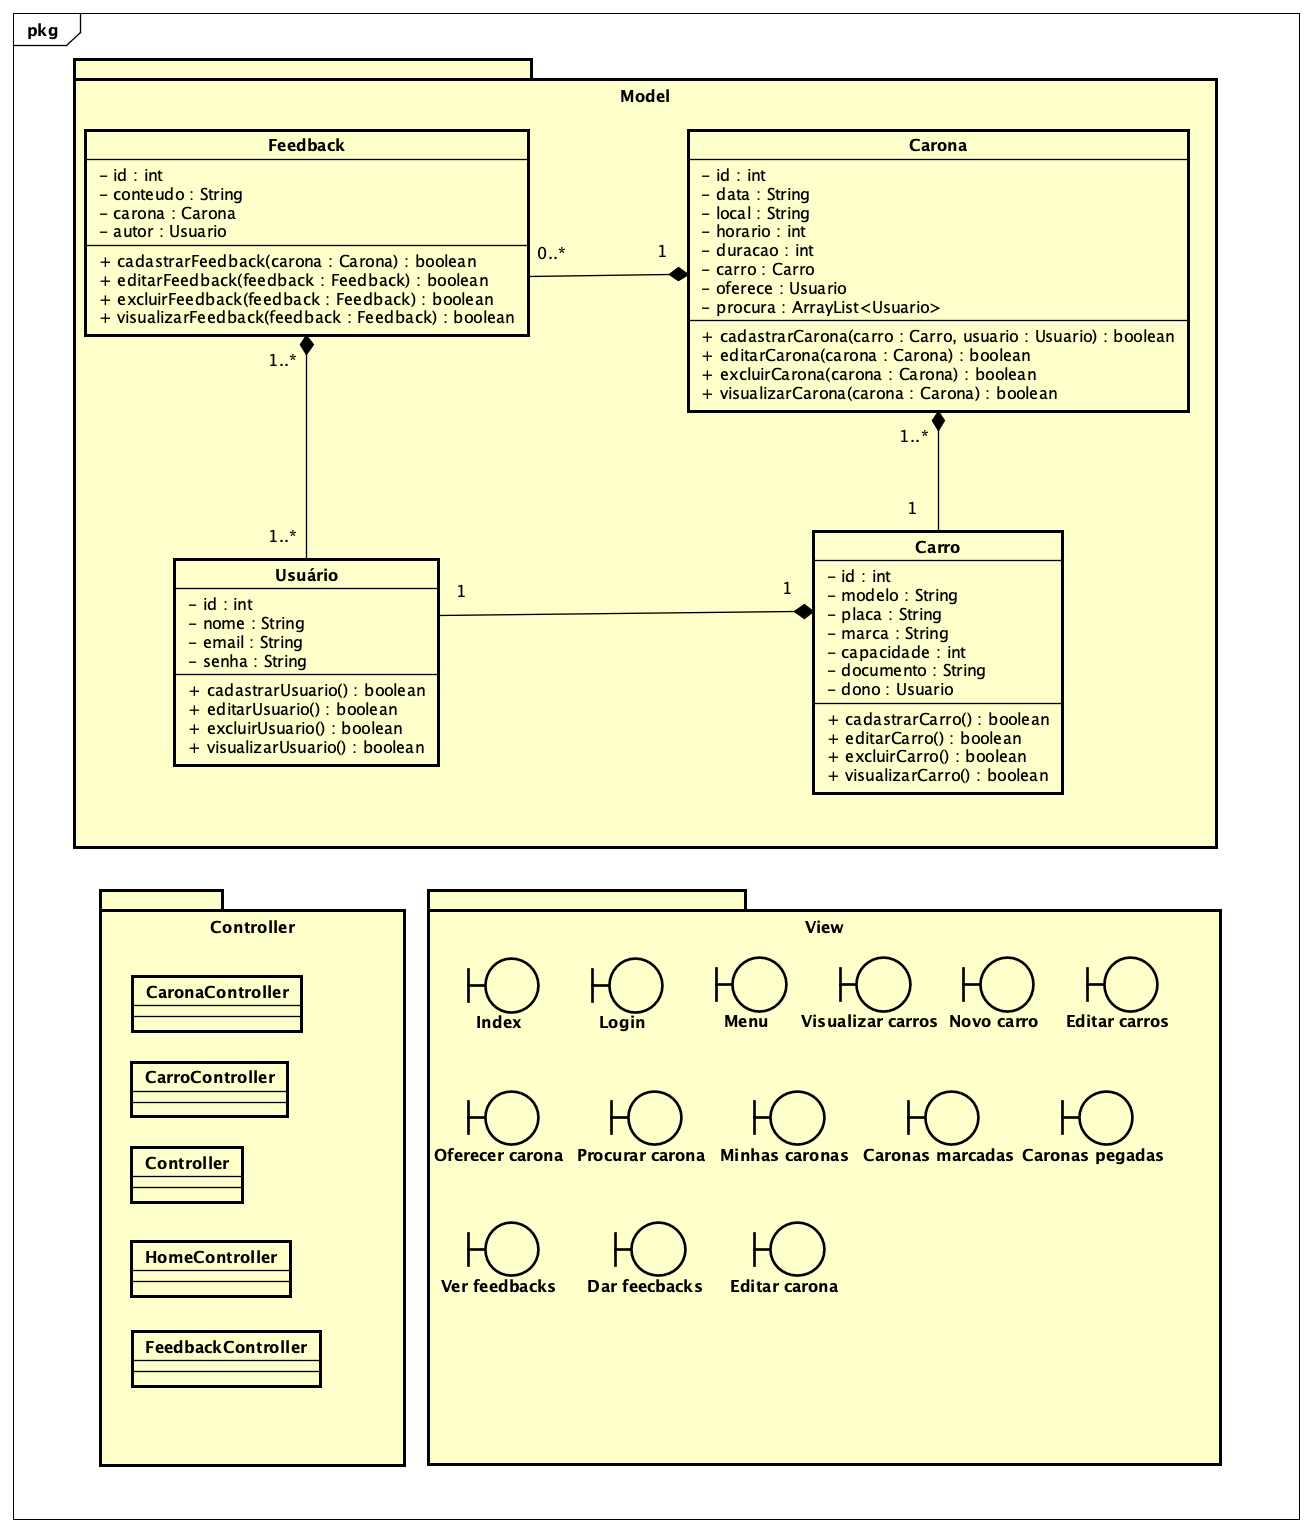 pkg
Model
Feedback
- id : int
- conteudo : String
- carona : Carona
- autor : Usuario
+ cadastrarFeedback(carona : Carona) : boolean
+ editarFeedback(feedback : Feedback) : boolean
+ excluirFeedback(feedback : Feedback) : boolean
+ visualizarFeedback(feedback : Feedback) : boolean
0..*
1
Carona
- id : int
- data : String
- local : String
- horario : int
- duracao : int
- carro : Carro
- oferece : Usuario
- procura : ArrayList<Usuario>
+ cadastrarCarona(carro : Carro, usuario : Usuario) : boolean
+ editarCarona(carona : Carona) : boolean
+ excluirCarona(carona : Carona) : boolean
+ visualizarCarona(carona : Carona) : boolean
1..*
1..*
1..*
1
Usuário
- id : int
- nome : String
- email : String
- senha : String
+ cadastrarUsuario() : boolean
+ editarUsuario() : boolean
+ excluirUsuario() : boolean
+ visualizarUsuario() : boolean
1
1
Carro
- id : int
- modelo : String
- placa : String
- marca : String
- capacidade : int
- documento : String
- dono : Usuario
+ cadastrarCarro() : boolean
+ editarCarro() : boolean
+ excluirCarro() : boolean
+ visualizarCarro() : boolean
Controller
CaronaController
CarroController
Controller
HomeController
FeedbackController
View
Index
Login
Menu
Visualizar carros
Novo carro
Editar carros
Oferecer carona
Procurar carona
Minhas caronas
Caronas marcadas
Caronas pegadas
Ver feedbacks
Dar feecbacks
Editar carona